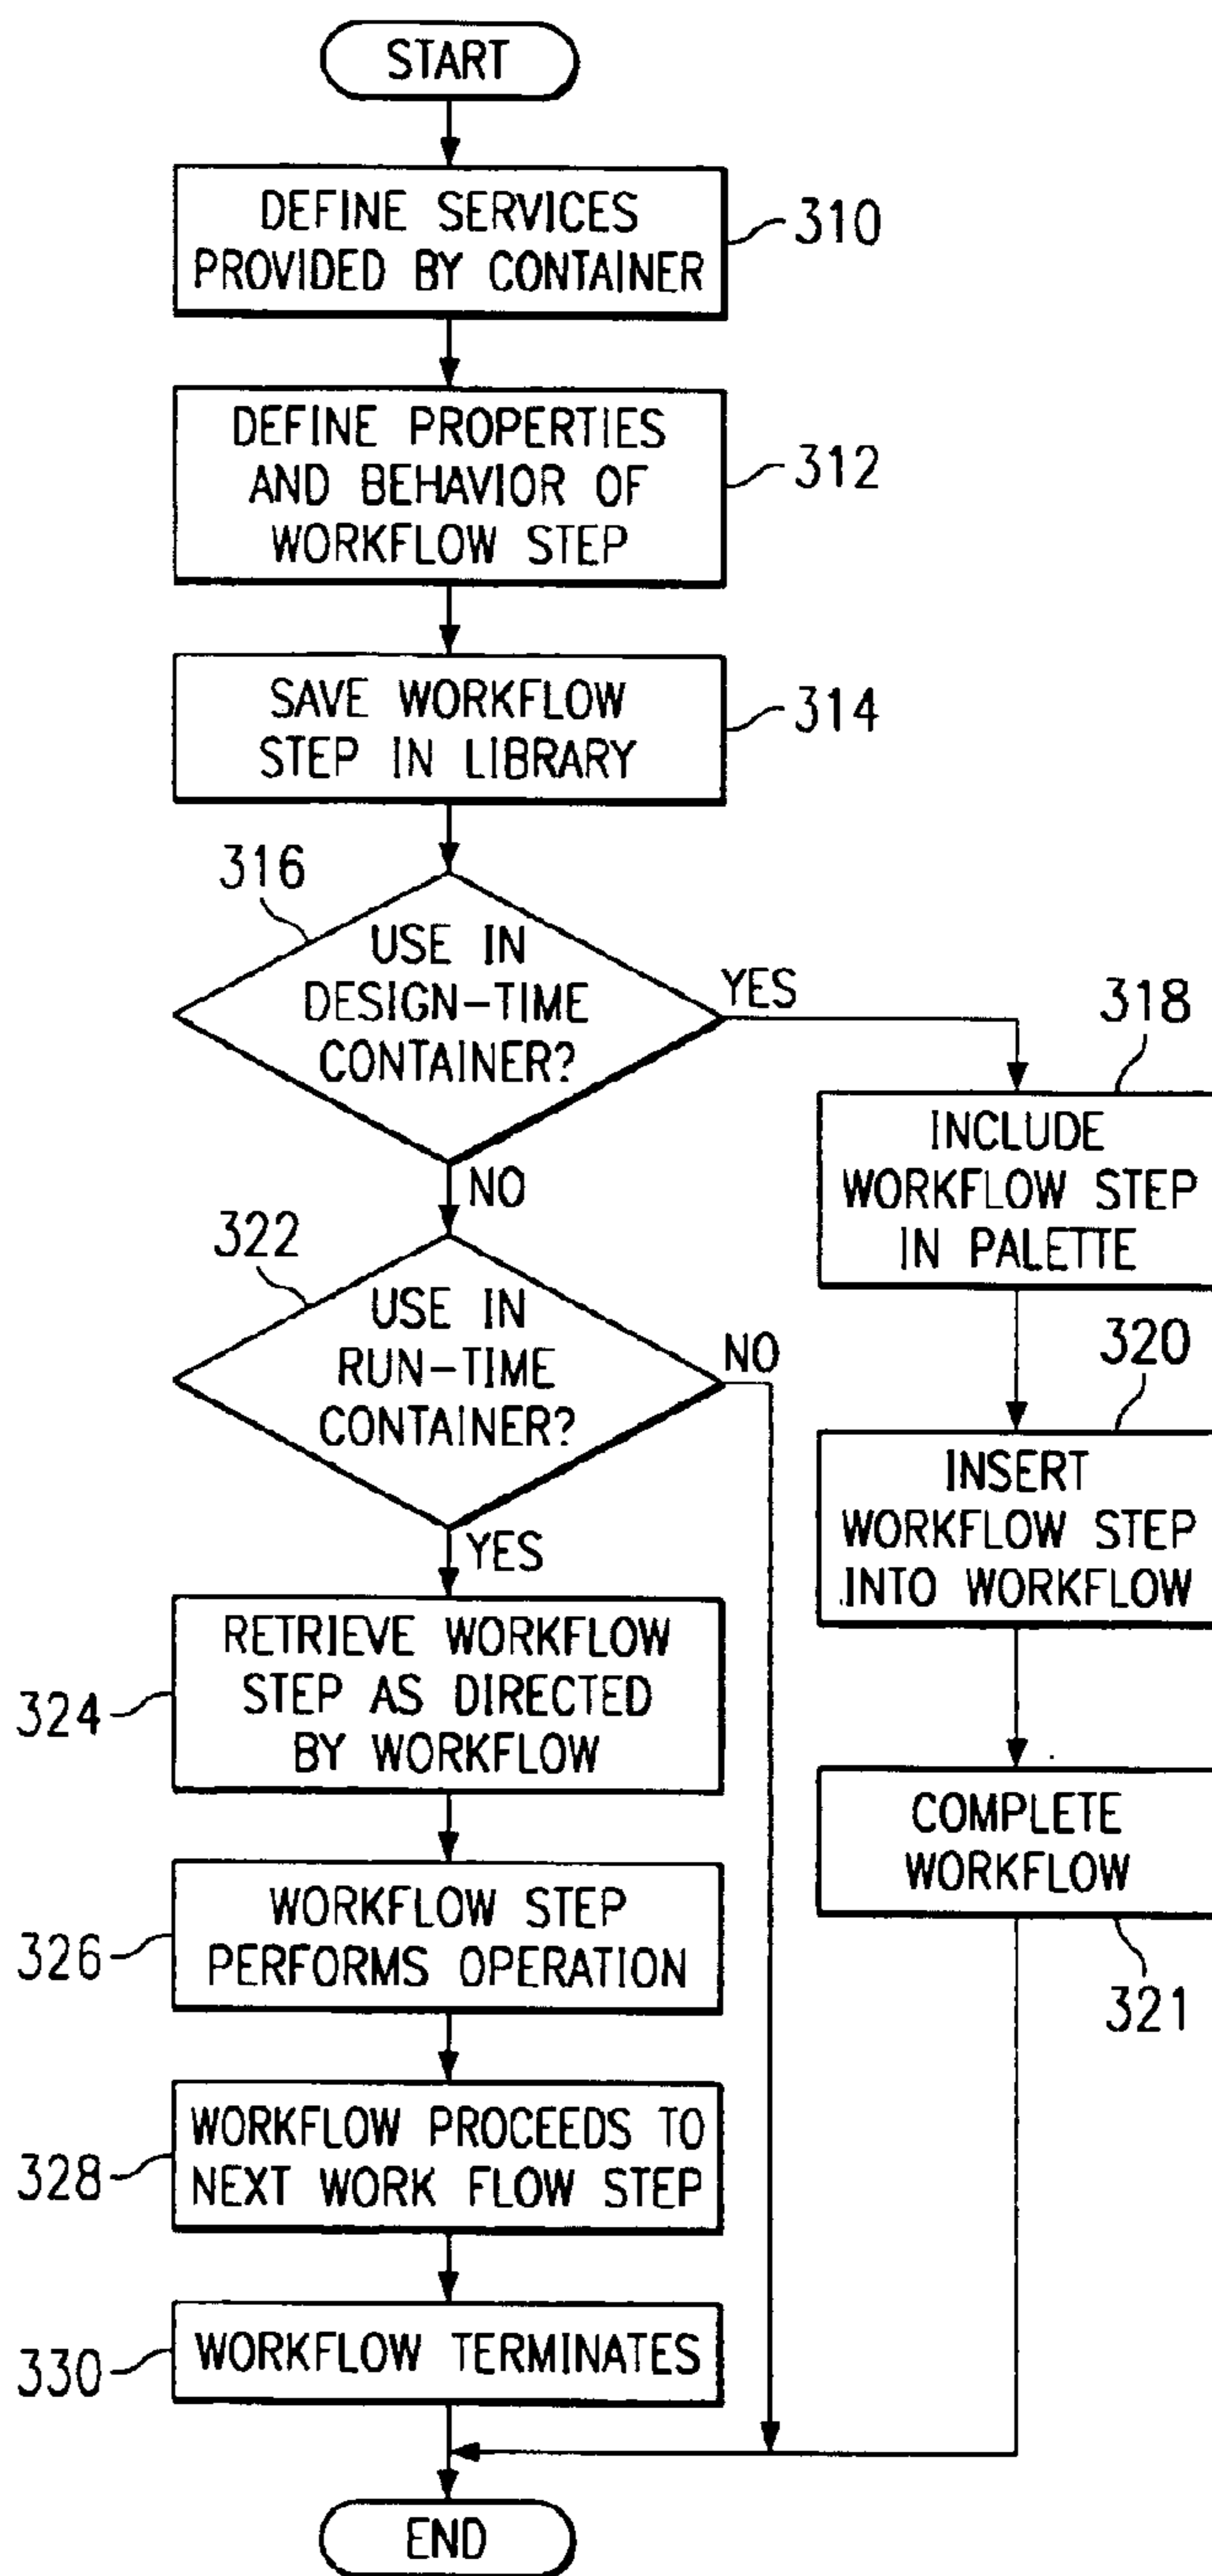 START
DEFINE SERVICES
PROVIDED BY CONTAINER
310
DEFINE PROPERTIES
AND BEHAVIOR OF
WORKFLOW STEP
312
SAVE WORKFLOW
STEP IN LIBRARY
314
316
USE IN
DESIGN-TIME
CONTAINER?
YES
NO
318
INCLUDE
WORKFLOW STEP
IN PALETTE
320
INSERT
WORKFLOW STEP
INTO WORKFLOW
COMPLETE
WORKFLOW
321
322
USE IN
RUN-TIME
CONTAINER?
NO
YES
324
RETRIEVE WORKFLOW
STEP AS DIRECTED
BY WORKFLOW
326
WORKFLOW STEP
PERFORMS OPERATION
328
WORKFLOW PROCEEDS TO
NEXT WORK FLOW STEP
330
WORKFLOW TERMINATES
END